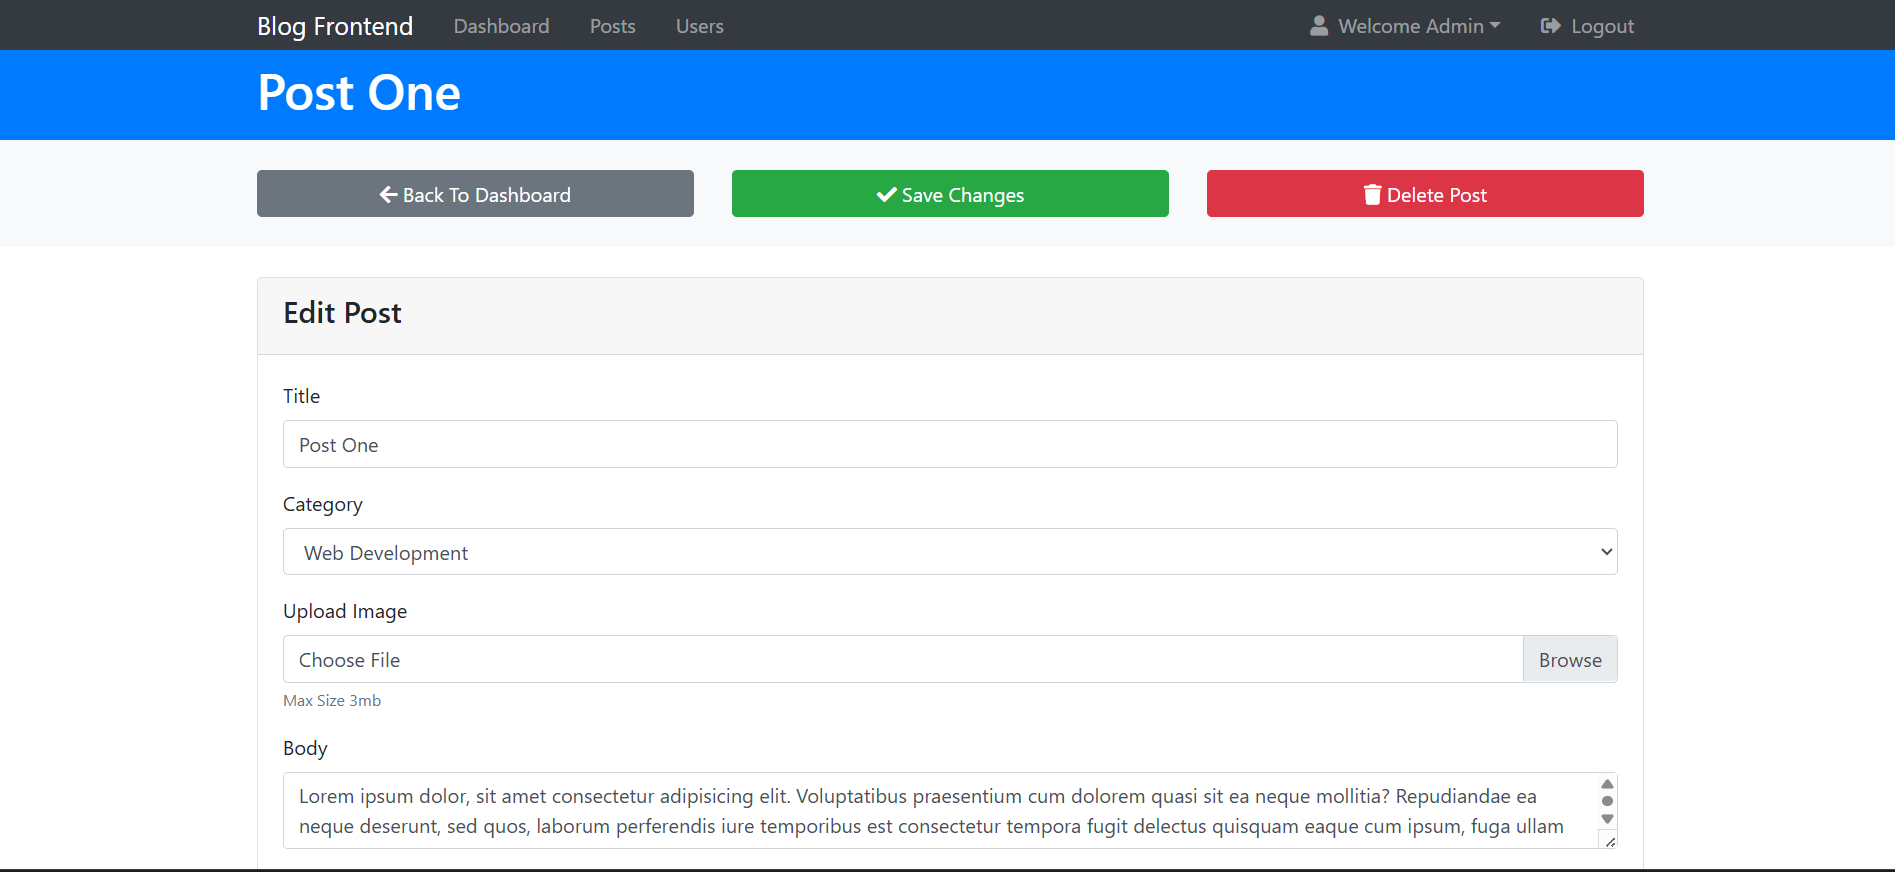 Blog Frontend Dashboard Posts Users Welcome Admin Logout
Post One
Back To Dashboard Save Changes Delete Post
Edit Post
Title
Post One
Category
Web Development
Upload Image
Choose File Browse
Max Size 3mb
Body
Lorem ipsum dolor, sit amet consectetur adipisicing elit. Voluptatibus praesentium cum dolorem quasi sit ea neque mollitia? Repudiandae ea
neque deserunt, sed quos, laborum perferendis iure temporibus est consectetur tempora fugit delectus quisquam eaque cum ipsum, fuga ullam